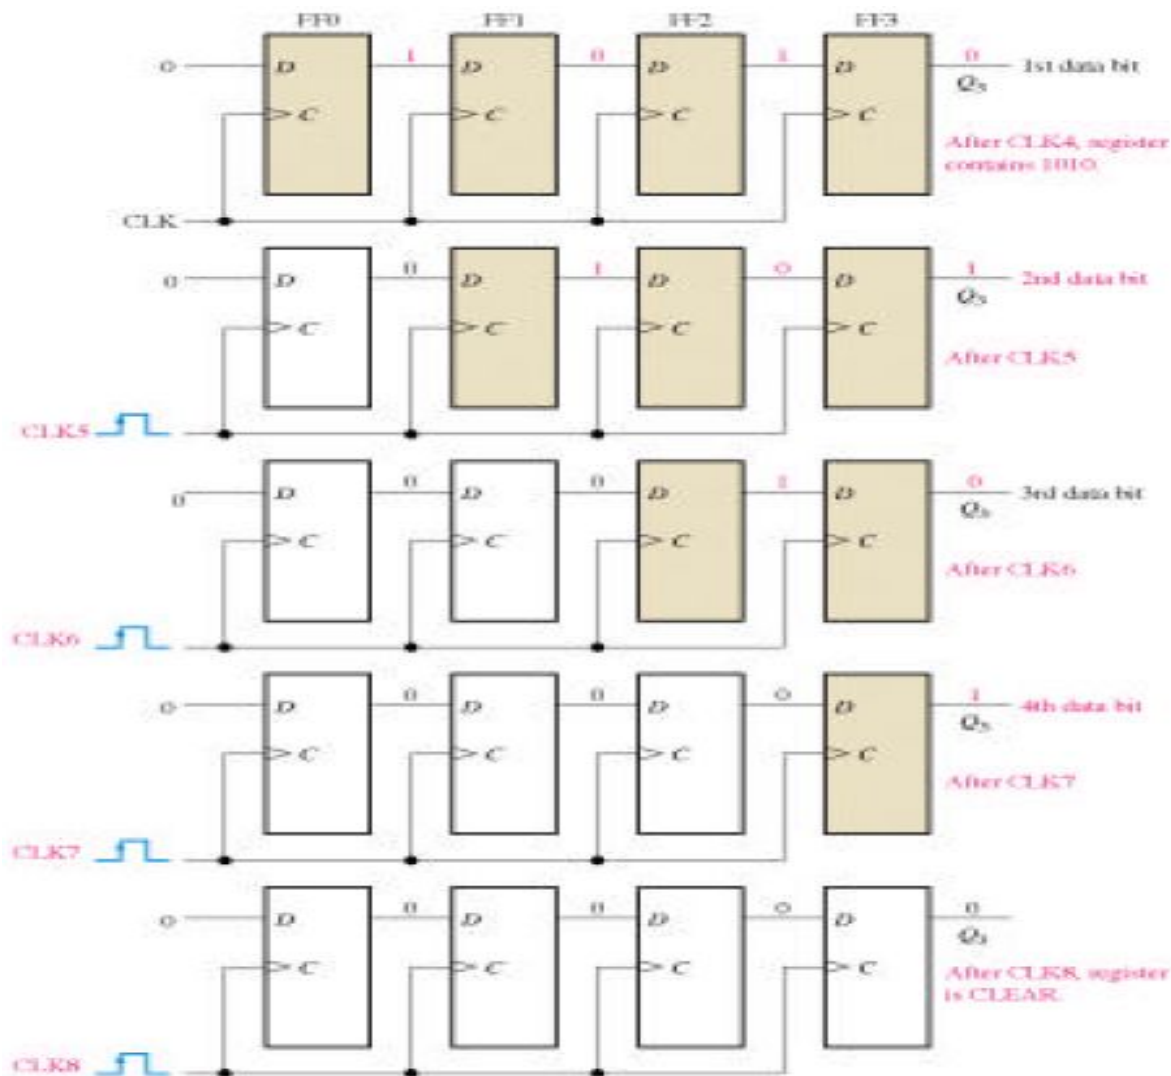 FF0 FF1 FF2 FF3
0 D 1 D 0 D 1 D 0 1st data bit
Q3
C C C C
After CLK4, register
contains 1010.
CLK
0 D 0 D 1 D 0 D 1 2nd data bit
Q3
C C C C
After CLK5
CLK5
0 D 0 D 0 D 1 D 0 3rd data bit
Q3
C C C C
After CLK6
CLK6
0 D 0 D 0 D 0 D 1 4th data bit
Q3
C C C C
After CLK7
CLK7
0 D 0 D 0 D 0 D 0
Q3
C C C C
After CLK8, register
is CLEAR.
CLK8